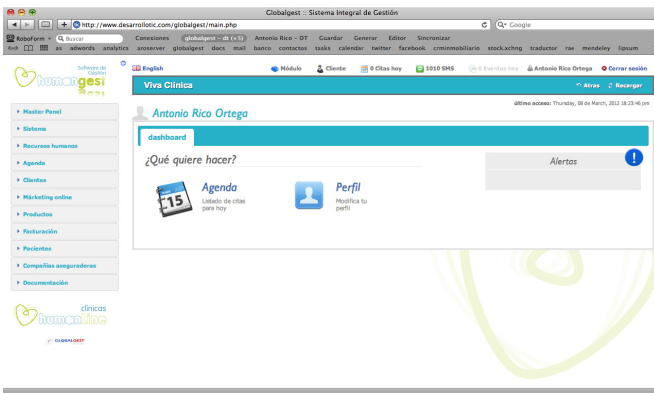 Globalgest :: Sistema Integral de Gestión
http://www.desarrollotic.com/globalgest/main.php
Google
RoboForm
Buscar
Conexiones globalgest - dt (+5) Antonio Rico - DT Guardar Generar Editor Sincronizar
as adwords analytics aroserver globalgest docs mail banco contactos tasks calendar twitter facebook crminmobiliario stock.xchng traductor rae mendeley lipsum
Software de Gestión
humangest
English
Módulo Cliente 0 Citas hoy 1010 SMS 0 Eventos hoy Antonio Rico Ortega Cerrar sesión
Viva Clínica
Atras Recargar
último acceso: Thursday, 08 de March, 2012 18:23:46 pm
Master Panel
Sistema
Recursos humanos
Agenda
Clientes
Márketing online
Productos
Facturación
Pacientes
Compañias aseguradoras
Documentación
clínicas
humanline
GLOBALGEST
Antonio Rico Ortega
dashboard
¿Qué quiere hacer?
15
Agenda
Listado de citas
para hoy
Perfil
Modifica tu
perfil
Alertas
!